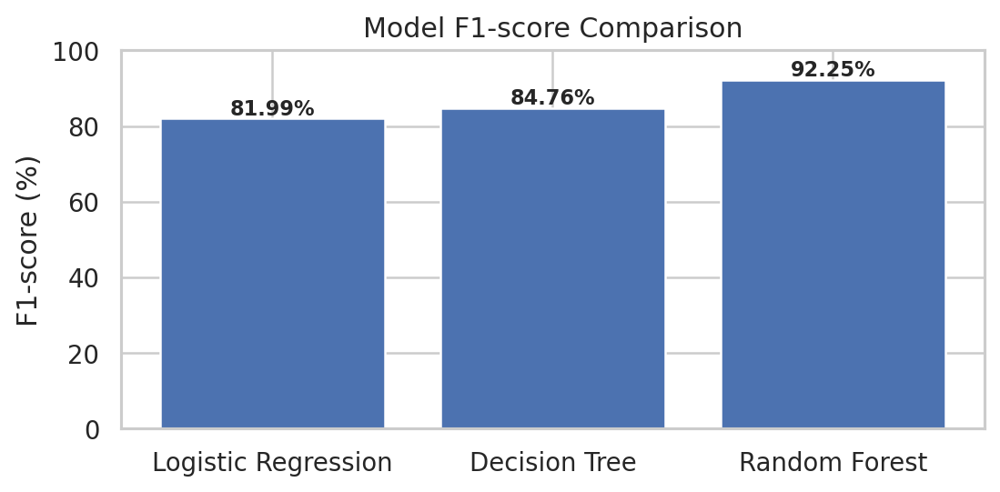 Model F1-score Comparison
F1-score (%)
100
80
60
40
20
0
81.99%
84.76%
92.25%
Logistic Regression
Decision Tree
Random Forest